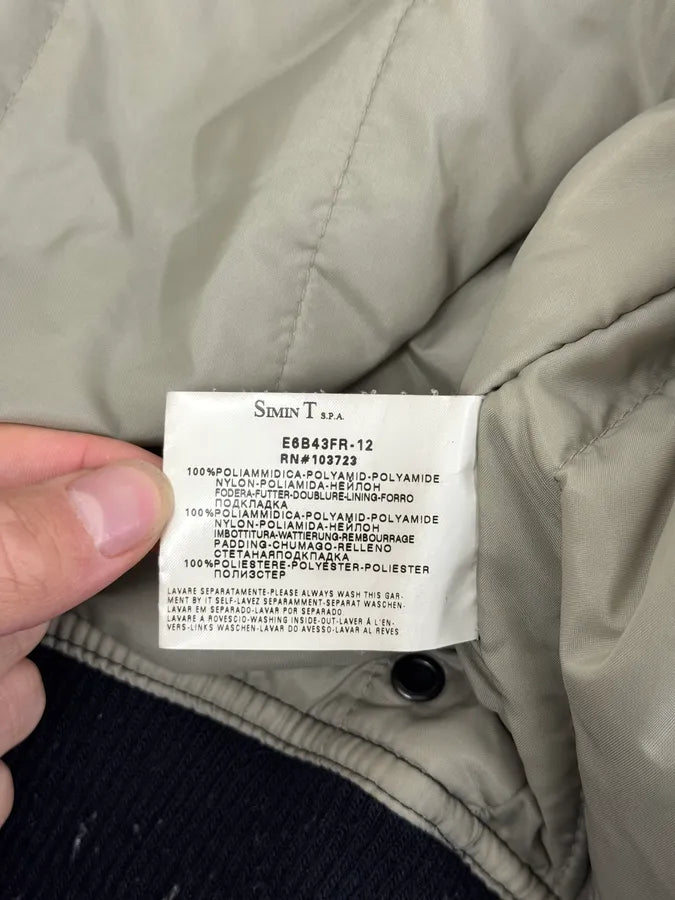 SIMIN T S.P.A.
E6B43FR-12
RN#103723
100%POLIAMMIDICA-POLYAMID-POLYAMIDE
NYLON-POLIAMIDA-НЕЙЛОН
FODERA-FUTTER-DOUBLURE-LINING-FORRO
ПОДКЛАДКА
100%POLIAMMIDICA-POLYAMID-POLYAMIDE
NYLON-POLIAMIDA-НЕЙЛОН
IMBOTTITURA-WATTIERUNG-REMBOURRAGE
PADDING-CHUMAGO-RELLENO
СТЕТАНАЯПОДКЛАДКА
100%POLIESTERE-POLYESTER-POLIESTER
ПОЛИЭСТЕР
LAVARE SEPARATAMENTE-PLEASE ALWAYS WASH THIS GAR-
MENT BY IT SELF-LAVEZ SEPARAMMENT-SEPARAT WASCHEN-
LAVAR EM SEPARADO-LAVAR POR SEPARADO.
LAVARE A ROVESCIO-WASHING INSIDE-OUT-LAVER Á L'EN-
VERS-LINKS WASCHEN-LAVAR DO AVESSO-LAVAR AL REVES